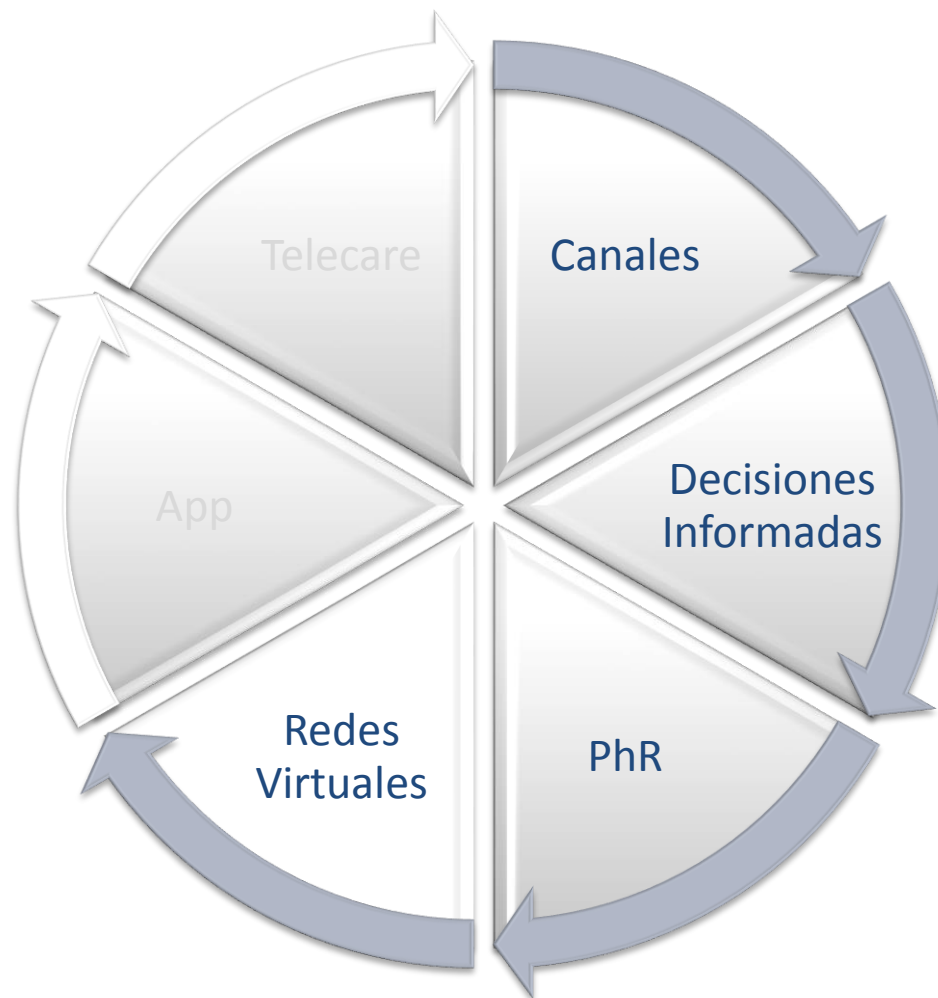 Telecare
Canales
Decisiones
Informadas
App
Redes
Virtuales
PhR